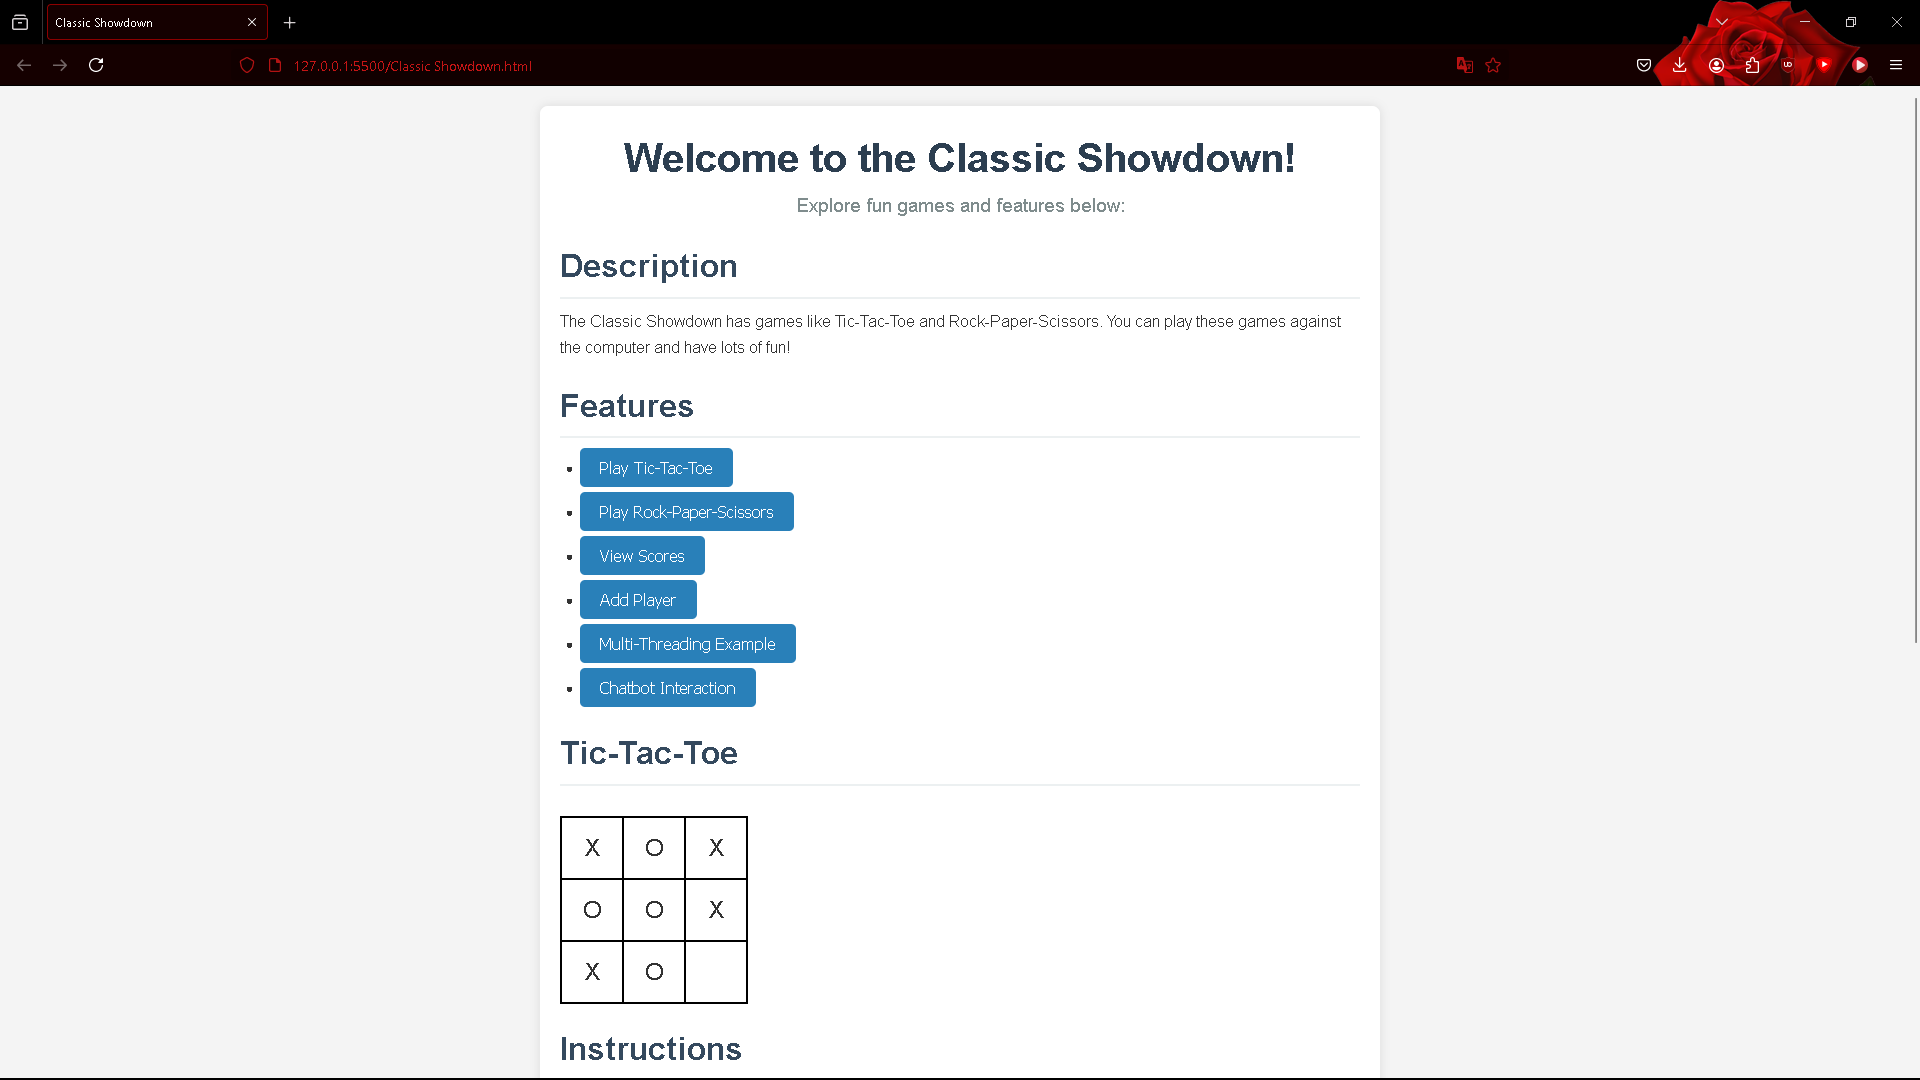 Classic Showdown
127.0.0.1:5500/Classic Showdown.html
Welcome to the Classic Showdown!
Explore fun games and features below:
Description
The Classic Showdown has games like Tic-Tac-Toe and Rock-Paper-Scissors. You can play these games against
the computer and have lots of fun!
Features
Play Tic-Tac-Toe
Play Rock-Paper-Scissors
View Scores
Add Player
Multi-Threading Example
Chatbot Interaction
Tic-Tac-Toe
X O X
O O X
X O
Instructions